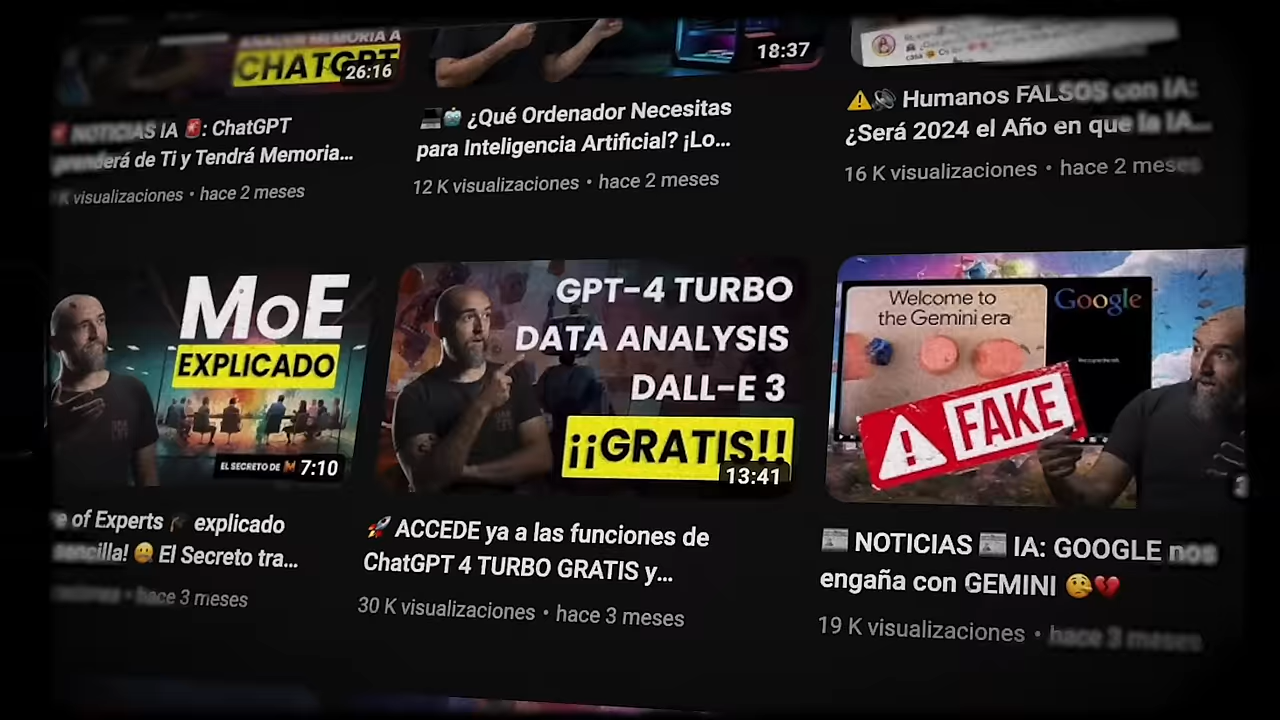 CHATGPT
26:16
18:37
NOTICIAS IA 🚨: ChatGPT
prenderá de Ti y Tendrá Memoria...
K visualizaciones • hace 2 meses
💻🤖 ¿Qué Ordenador Necesitas
para Inteligencia Artificial? ¡Lo...
12 K visualizaciones • hace 2 meses
⚠️🔊 Humanos FALSOS con IA:
¿Será 2024 el Año en que la IA...
16 K visualizaciones • hace 2 meses
MoE
EXPLICADO
EL SECRETO DE
7:10
GPT-4 TURBO
DATA ANALYSIS
DALL-E 3
¡¡GRATIS!!
13:41
Welcome to
the Gemini era
Google
FAKE
e of Experts 🎓 explicado
sencilla! 🤫 El Secreto tra...
hace 3 meses
🚀 ACCEDE ya a las funciones de
ChatGPT 4 TURBO GRATIS y...
30 K visualizaciones • hace 3 meses
📰 NOTICIAS 📰 IA: GOOGLE nos
engaña con GEMINI 🤥💔
19 K visualizaciones • hace 3 meses